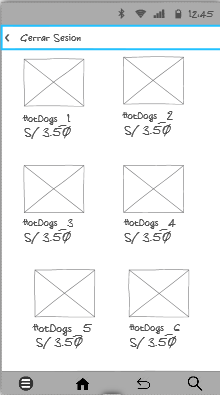 12:45
< Cerrar Sesion
HotDogs_1
S/ 3.50
HotDogs_2
S/ 3.50
HotDogs_3
S/ 3.50
HotDogs_4
S/ 3.50
HotDogs_5
S/ 3.50
HotDogs_6
S/ 3.50